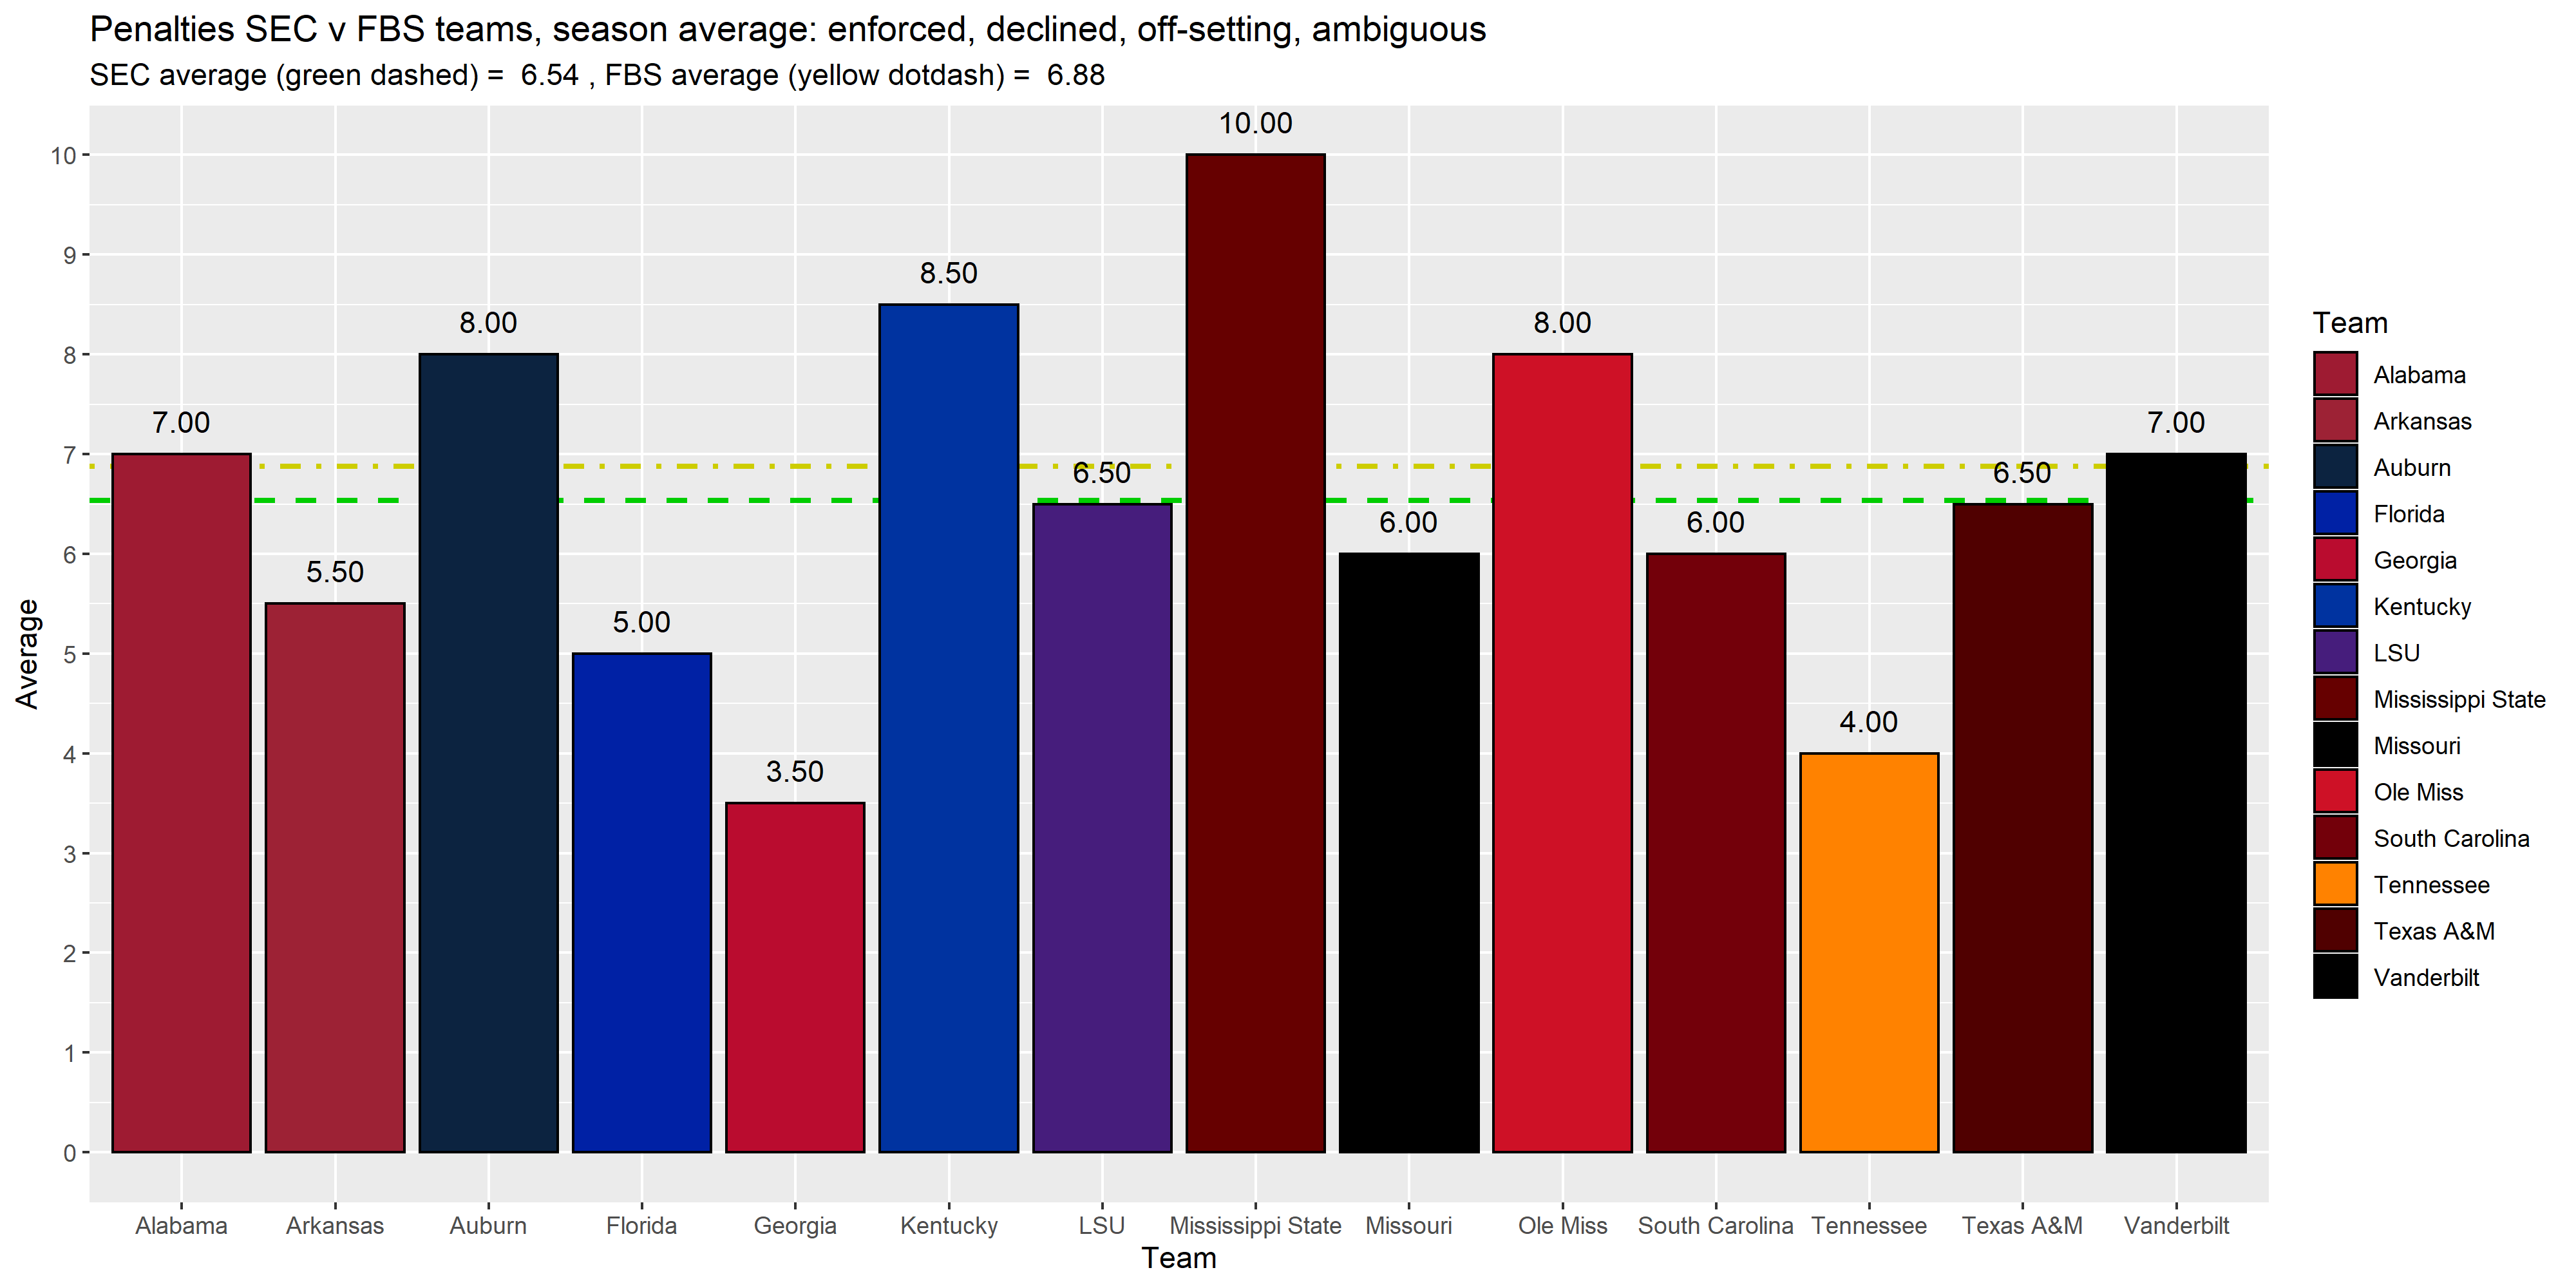 Penalties SEC v FBS teams, season average: enforced, declined, off-setting, ambiguous
SEC average (green dashed) =  6.54 , FBS average (yellow dotdash) =  6.88
Average
10
9
8
7
6
5
4
3
2
1
0
7.00
5.50
8.00
5.00
3.50
8.50
6.50
10.00
6.00
8.00
6.00
4.00
6.50
7.00
Alabama Arkansas Auburn Florida Georgia Kentucky LSU Mississippi State Missouri Ole Miss South Carolina Tennessee Texas A&M Vanderbilt
Team
Team
Alabama
Arkansas
Auburn
Florida
Georgia
Kentucky
LSU
Mississippi State
Missouri
Ole Miss
South Carolina
Tennessee
Texas A&M
Vanderbilt